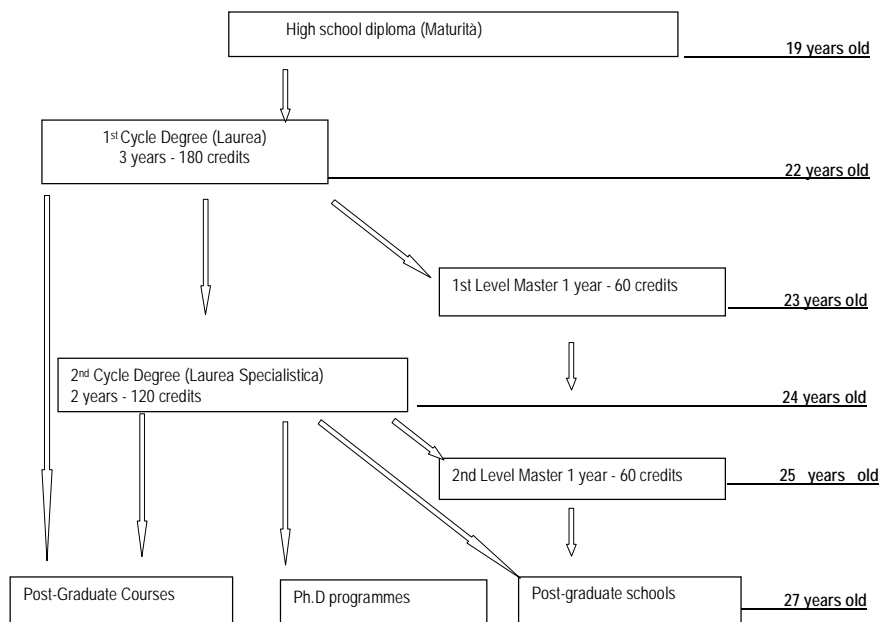 High school diploma (Maturità)
19 years old
1st Cycle Degree (Laurea)
3 years - 180 credits
22 years old
1st Level Master 1 year - 60 credits
23 years old
2nd Cycle Degree (Laurea Specialistica)
2 years - 120 credits
24 years old
2nd Level Master 1 year - 60 credits
25 years old
Post-Graduate Courses
Ph.D programmes
Post-graduate schools
27 years old